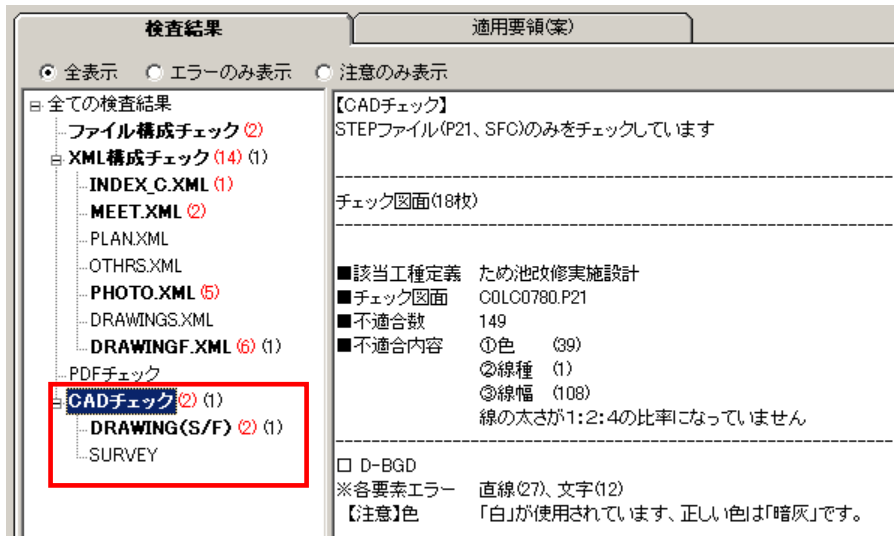 検査結果
適用要領(案)
全表示 エラーのみ表示 注意のみ表示
全ての検査結果
ファイル構成チェック (2)
XML構成チェック (14) (1)
INDEX_C.XML (1)
MEET.XML (2)
PLAN.XML
OTHRS.XML
PHOTO.XML (5)
DRAWINGS.XML
DRAWINGF.XML (6) (1)
PDFチェック
CADチェック (2) (1)
DRAWING(S/F) (2) (1)
SURVEY
【CADチェック】
STEPファイル(P21、SFC)のみをチェックしています
チェック図面(18枚)
■該当工種定義 ため池改修実施設計
■チェック図面 C0LC0780.P21
■不適合数 149
■不適合内容 ①色 (39)
②線種 (1)
③線幅 (108)
線の太さが1:2:4の比率になっていません
□ D-BGD
※各要素エラー 直線(27)、文字(12)
【注意】色 「白」が使用されています、正しい色は「暗灰」です。